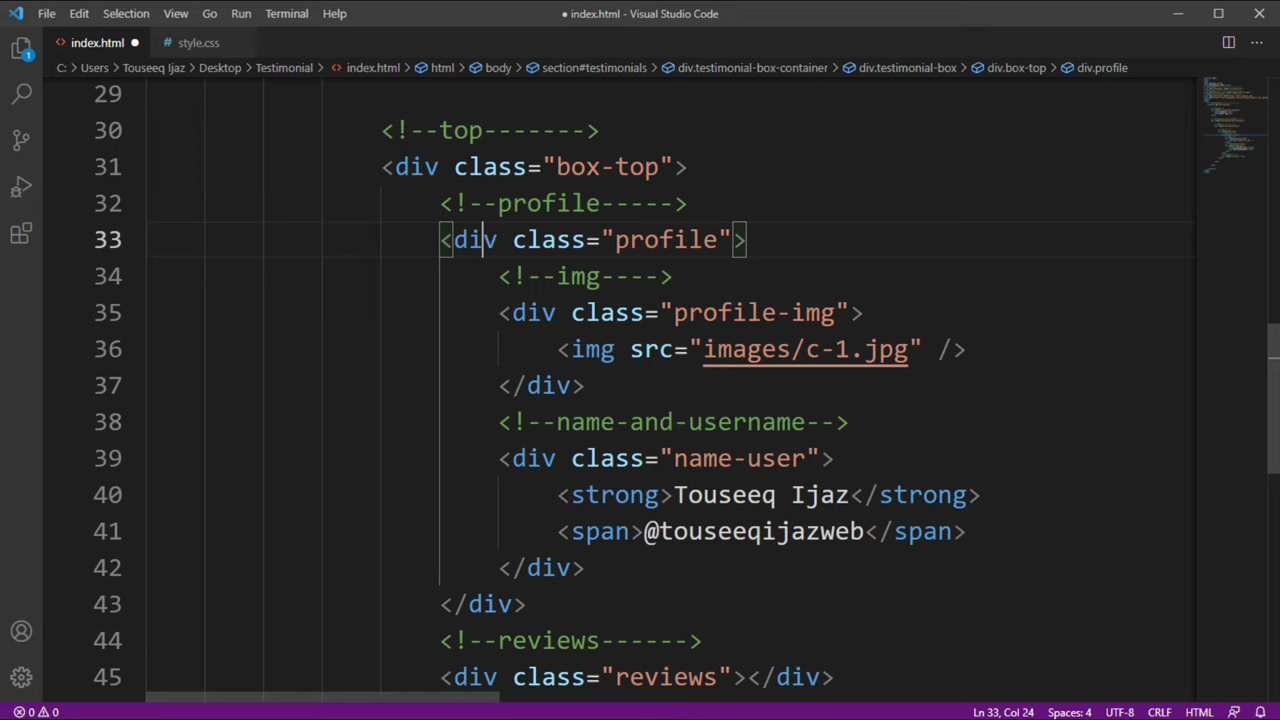 File Edit Selection View Go Run Terminal Help ● index.html - Visual Studio Code
index.html ● style.css
C: > Users > Touseeq Ijaz > Desktop > Testimonial > index.html > html > body > section#testimonials > div.testimonial-box-container > div.testimonial-box > div.box-top > div.profile
1
29
30 <!--top------->
31 <div class="box-top">
32 <!--profile----->
33 <div class="profile">
34 <!--img---->
35 <div class="profile-img">
36 <img src="images/c-1.jpg" />
37 </div>
38 <!--name-and-username-->
39 <div class="name-user">
40 <strong>Touseeq Ijaz</strong>
41 <span>@touseeqijazweb</span>
42 </div>
43 </div>
44 <!--reviews------>
45 <div class="reviews"></div>
0 0 Ln 33, Col 24 Spaces: 4 UTF-8 CRLF HTML